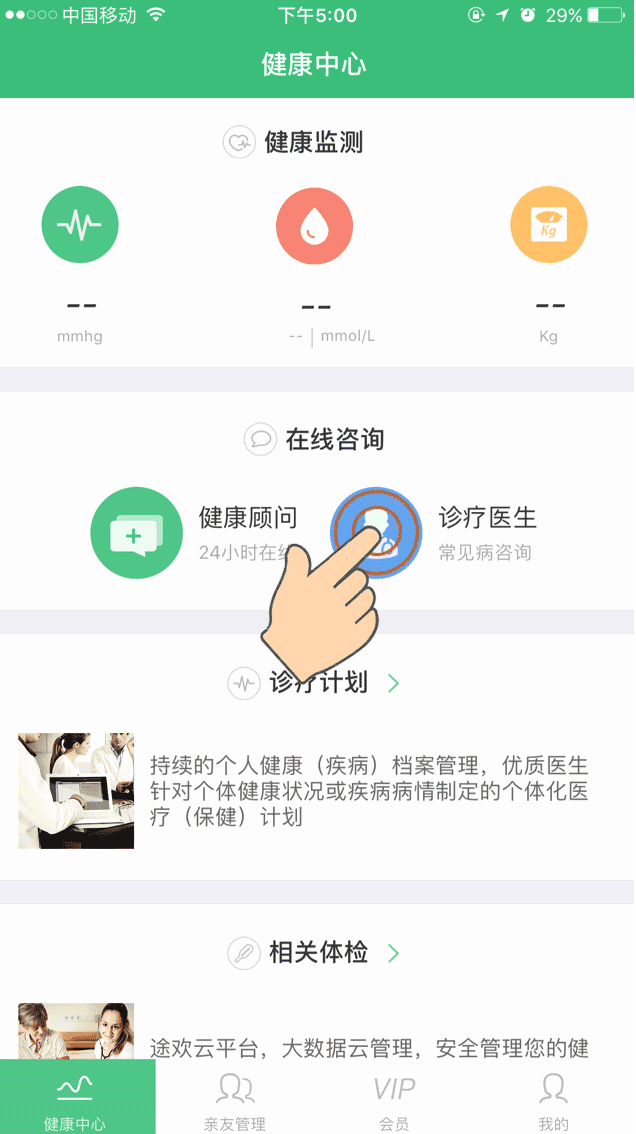 中国移动
下午5:00
29%
健康中心
健康监测
-- -- --
mmhg
-- | mmol/L
Kg
Kg
在线咨询
健康顾问
24小时在
诊疗医生
常见病咨询
诊疗计划
持续的个人健康（疾病）档案管理，优质医生
针对个体健康状况或疾病病情制定的个体化医
疗（保健）计划
相关体检
途欢云平台，大数据云管理，安全管理您的健
健康中心
亲友管理
VIP
会员
我的